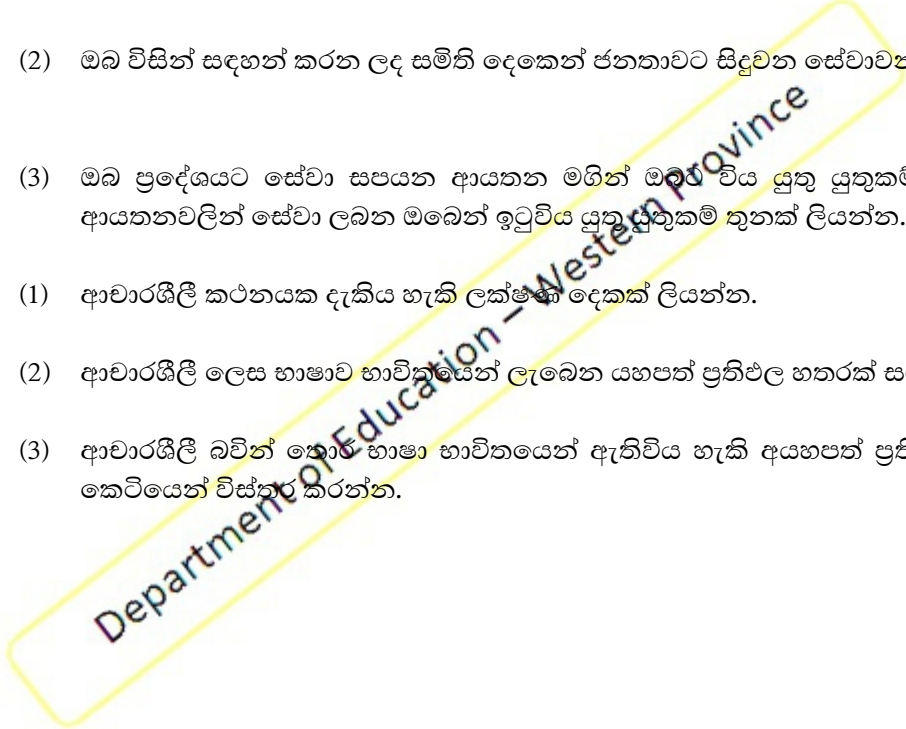 (2) ඔබ විසින් සඳහන් කරන ලද සමිති දෙකෙන් ජනතාවට සිදුවන
(3) ඔබ ප්‍රදේශයට සේවා සපයන ආයතන මගින් ඔබට විය යුතු
ආයතනවලින් සේවා ලබන ඔබෙන් ඉටුවිය යුතු යුතුකම් තුනක් ලියන්න.
(1) ආචාරශීලී කථනයක දැකිය හැකි ලක්ෂණ දෙකක් ලියන්න.
(2) ආචාරශීලී ලෙස භාෂාව භාවිතයෙන් ලැබෙන යහපත් ප්‍රතිඵල හතරක්
(3) ආචාරශීලී බවින් තොර භාෂා භාවිතයෙන් ඇතිවිය හැකි අයහපත්
කෙටියෙන් විස්තර කරන්න.
Department of Education – Western Province